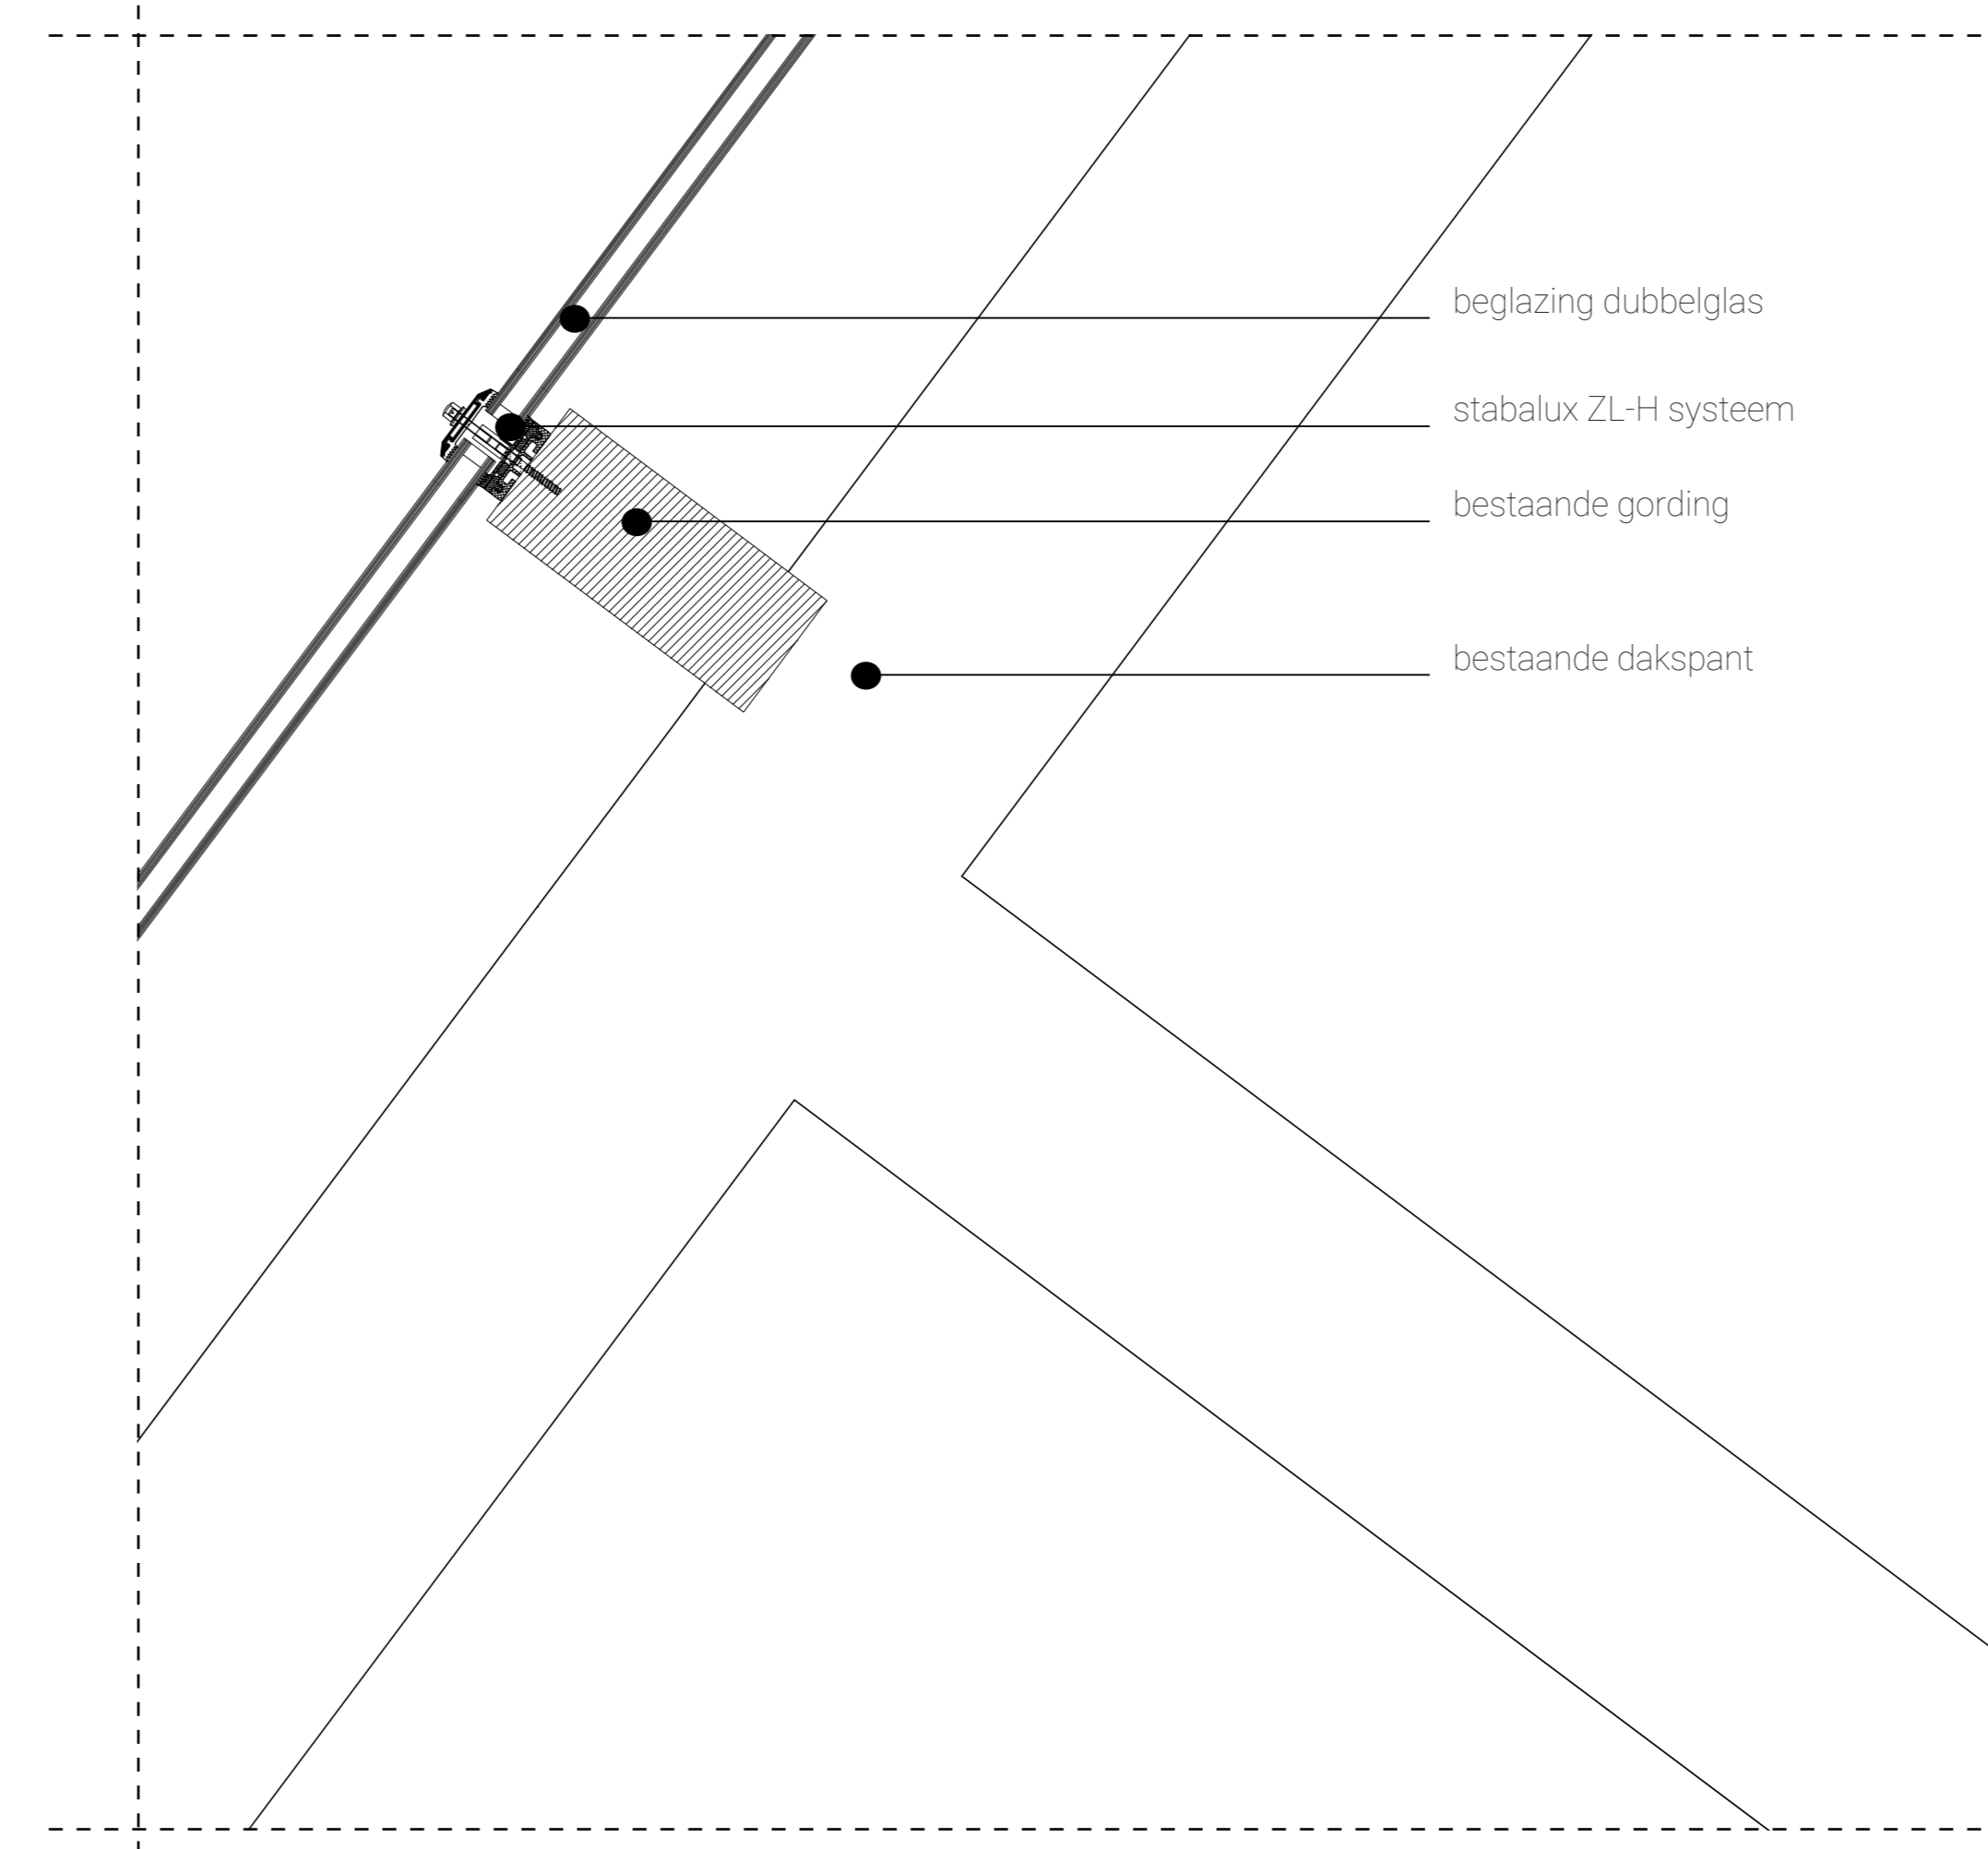 beglazing dubbelglas
stabalux ZL-H systeem
bestaande gording
bestaande dakspant